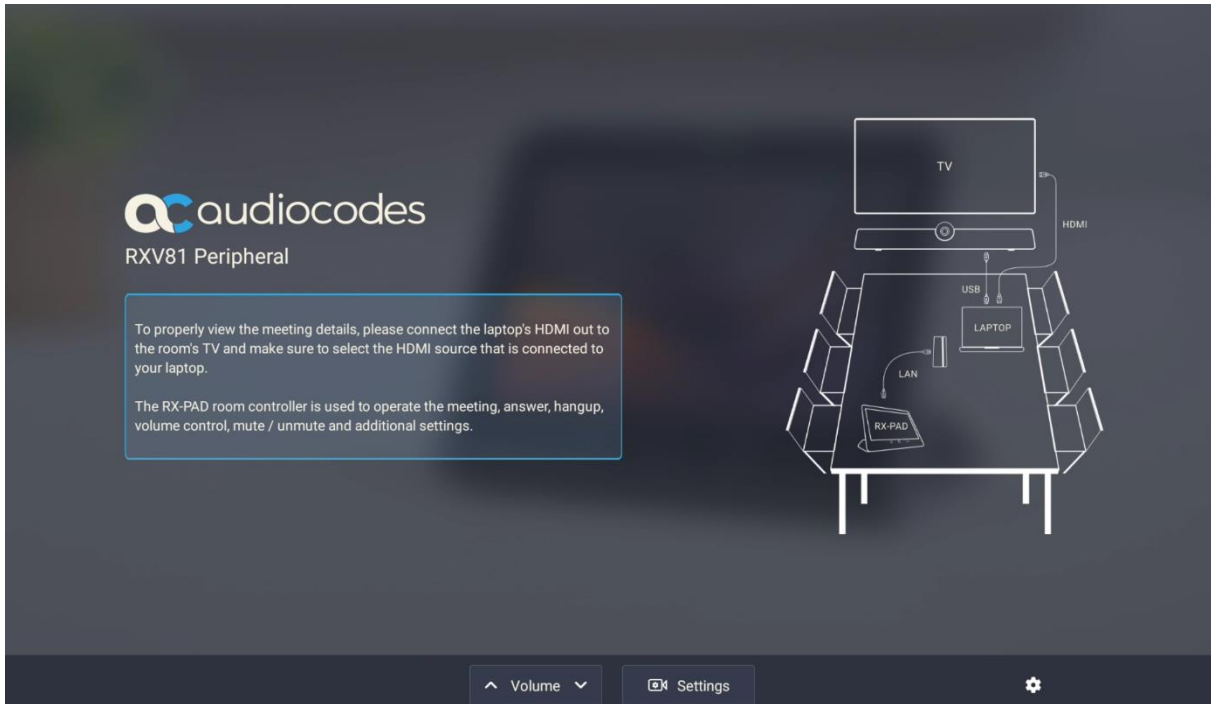 audiocodes
RXV81 Peripheral
To properly view the meeting details, please connect the laptop's HDMI out to
the room's TV and make sure to select the HDMI source that is connected to
your laptop.
The RX-PAD room controller is used to operate the meeting, answer, hangup,
volume control, mute / unmute and additional settings.
TV
HDMI
USB
LAPTOP
LAN
RX-PAD
Volume
Settings